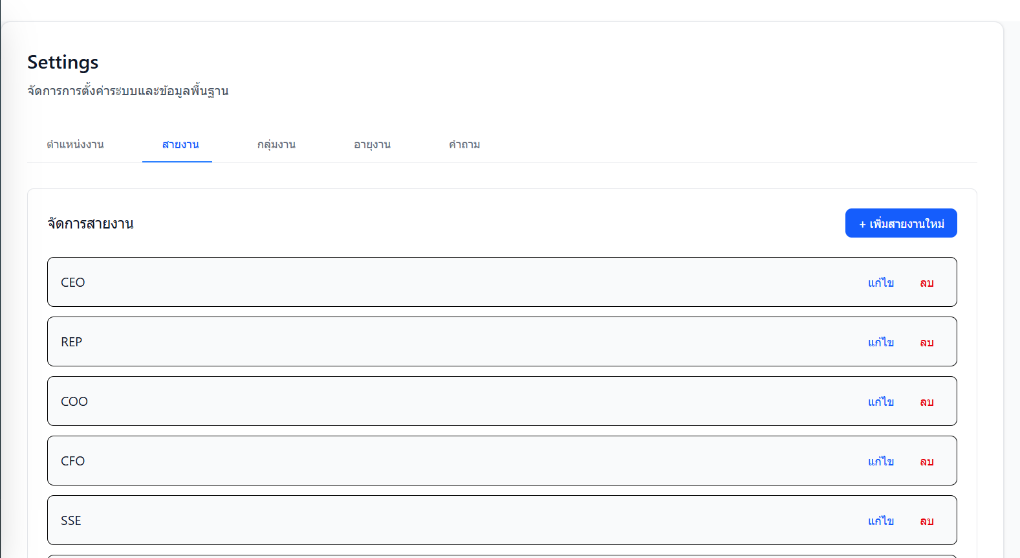 Settings
จัดการการตั้งค่าระบบและข้อมูลพื้นฐาน
ตำแหน่งงาน สายงาน กลุ่มงาน อายุงาน คำถาม
จัดการสายงาน + เพิ่มสายงานใหม่
CEO แก้ไข ลบ
REP แก้ไข ลบ
COO แก้ไข ลบ
CFO แก้ไข ลบ
SSE แก้ไข ลบ